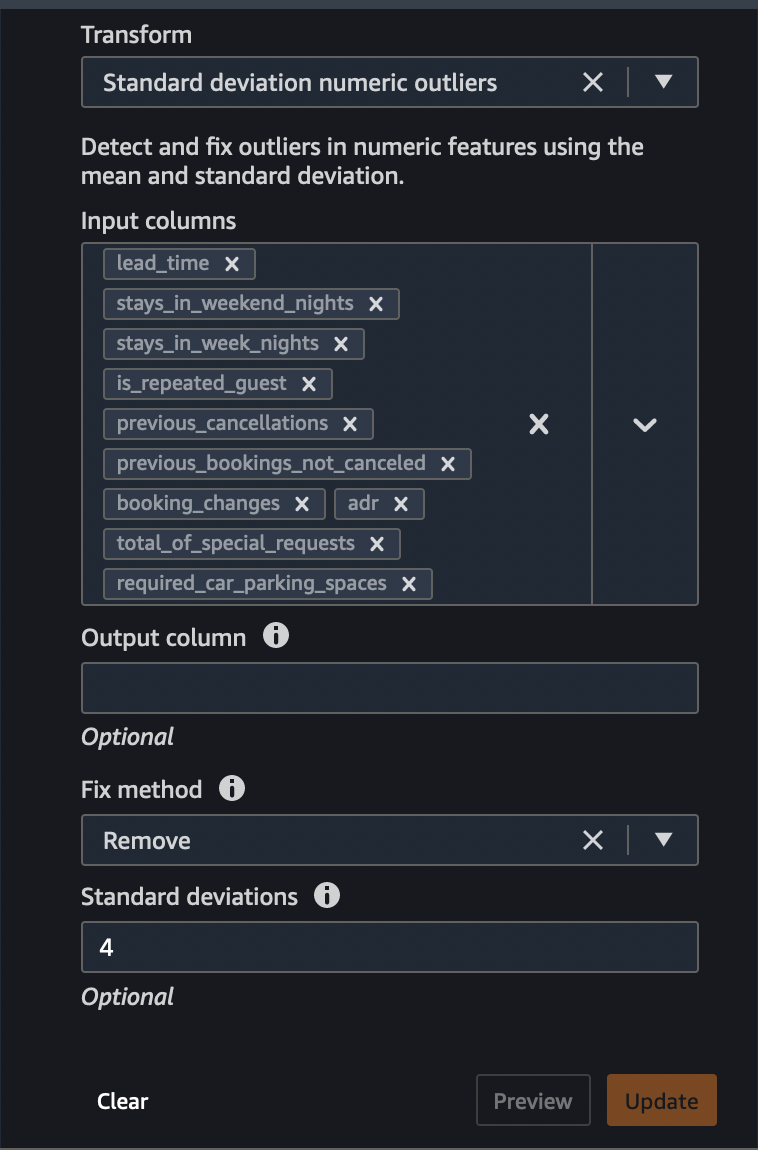 Transform
Standard deviation numeric outliers
Detect and fix outliers in numeric features using the
mean and standard deviation.
Input columns
lead_time
stays_in_weekend_nights
stays_in_week_nights
is_repeated_guest
previous_cancellations
previous_bookings_not_canceled
booking_changes adr
total_of_special_requests
required_car_parking_spaces
Output column
Optional
Fix method
Remove
Standard deviations
4
Optional
Clear Preview Update